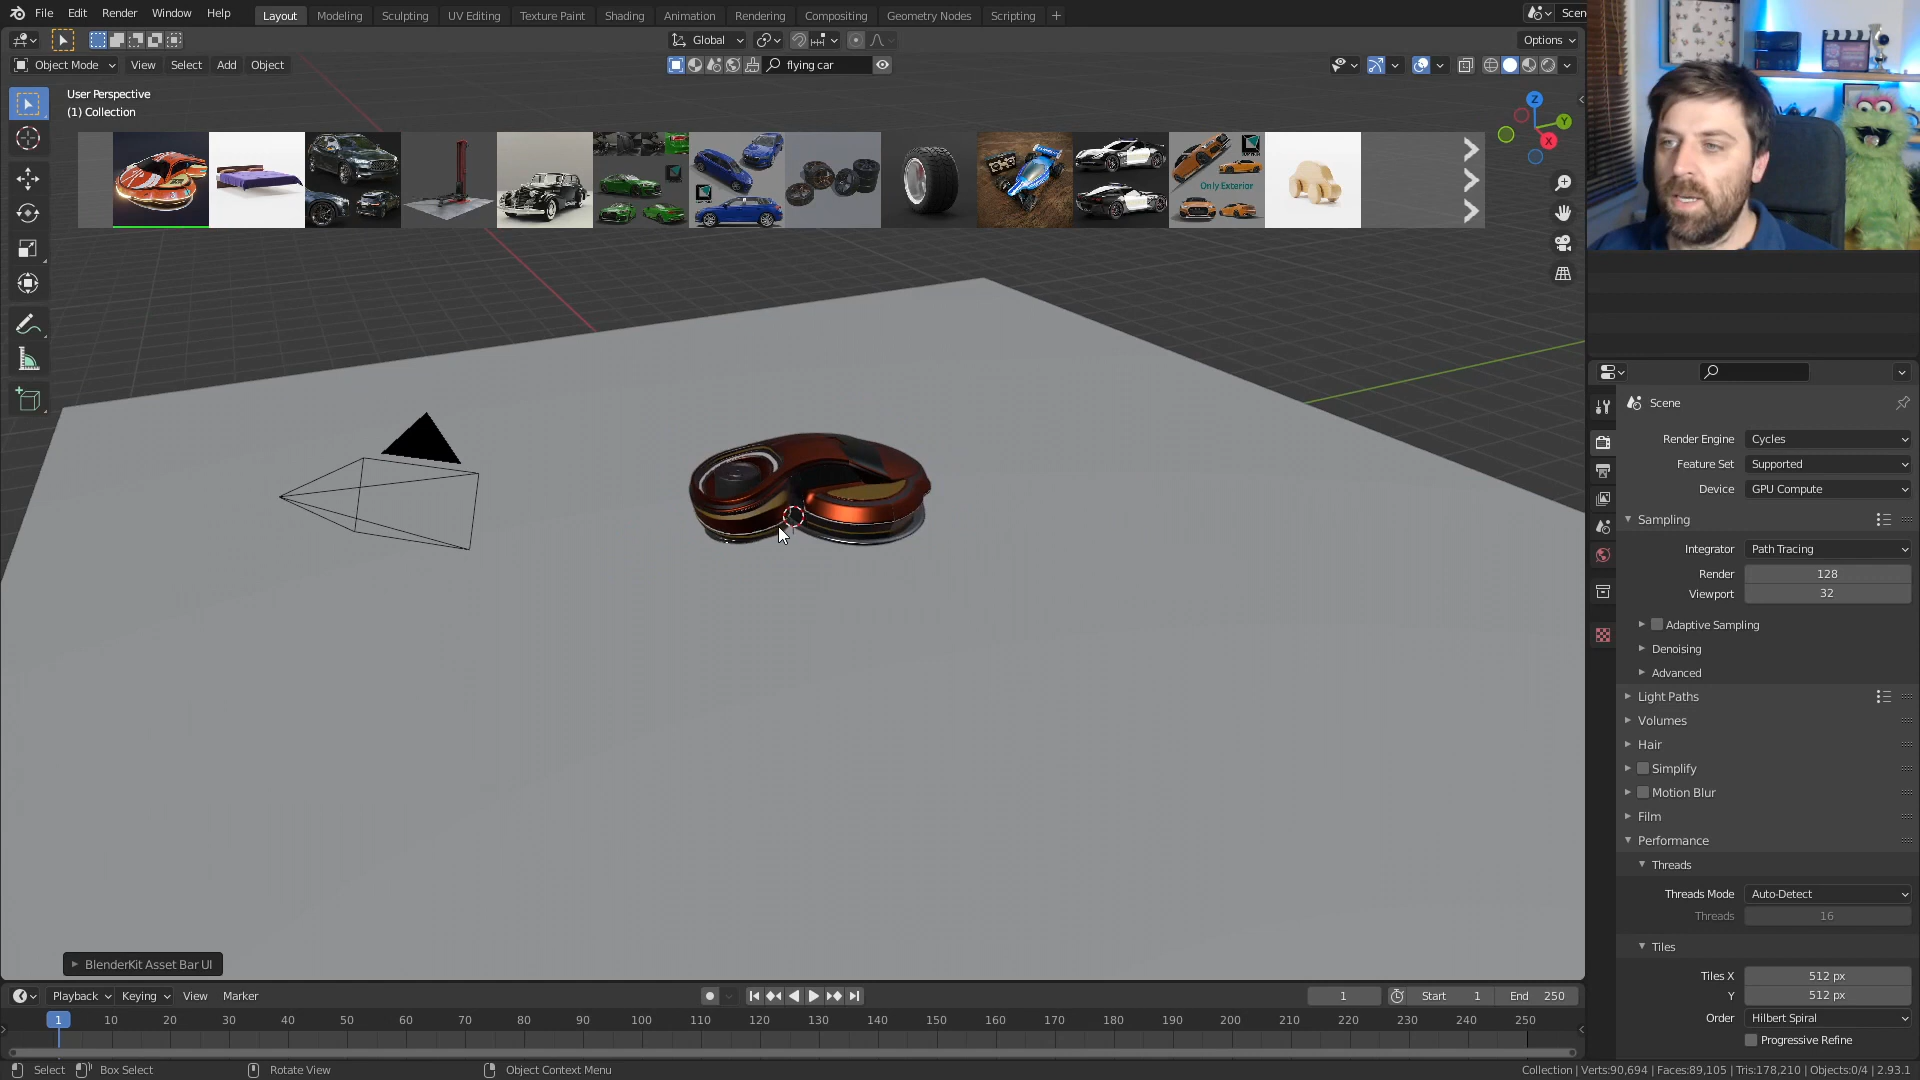 File Edit Render Window Help
Layout Modeling Sculpting UV Editing Texture Paint Shading Animation Rendering Compositing Geometry Nodes Scripting +
Scen
Global
Options
Object Mode View Select Add Object
flying car
User Perspective
(1) Collection
Z
Y
X
Only Exterior
Scene
Render Engine Cycles
Feature Set Supported
Device GPU Compute
Sampling
Integrator Path Tracing
Render 128
Viewport 32
Adaptive Sampling
Denoising
Advanced
Light Paths
Volumes
Hair
Simplify
Motion Blur
Film
Performance
Threads
Threads Mode Auto-Detect
Threads 16
Tiles
Tiles X 512 px
Y 512 px
Order Hilbert Spiral
Progressive Refine
BlenderKit Asset Bar UI
Playback Keying View Marker
1 Start 1 End 250
1 10 20 30 40 50 60 70 80 90 100 110 120 130 140 150 160 170 180 190 200 210 220 230 240 250
Select Box Select Rotate View Object Context Menu
Collection | Verts:90,694 | Faces:89,105 | Tris:178,210 | Objects:0/4 | 2.93.1